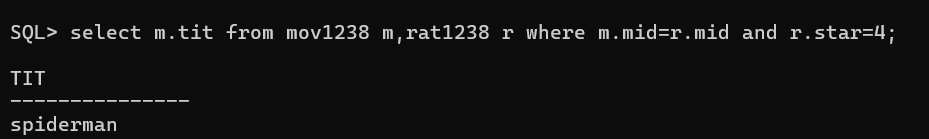 SQL> select m.tit from mov1238 m,rat1238 r where m.mid=r.mid and r.star=4;
TIT
---------------
spiderman